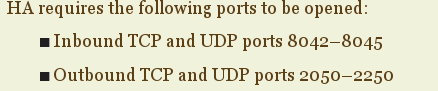 HA requires the following ports to be opened:
■ Inbound TCP and UDP ports 8042–8045
■ Outbound TCP and UDP ports 2050–2250